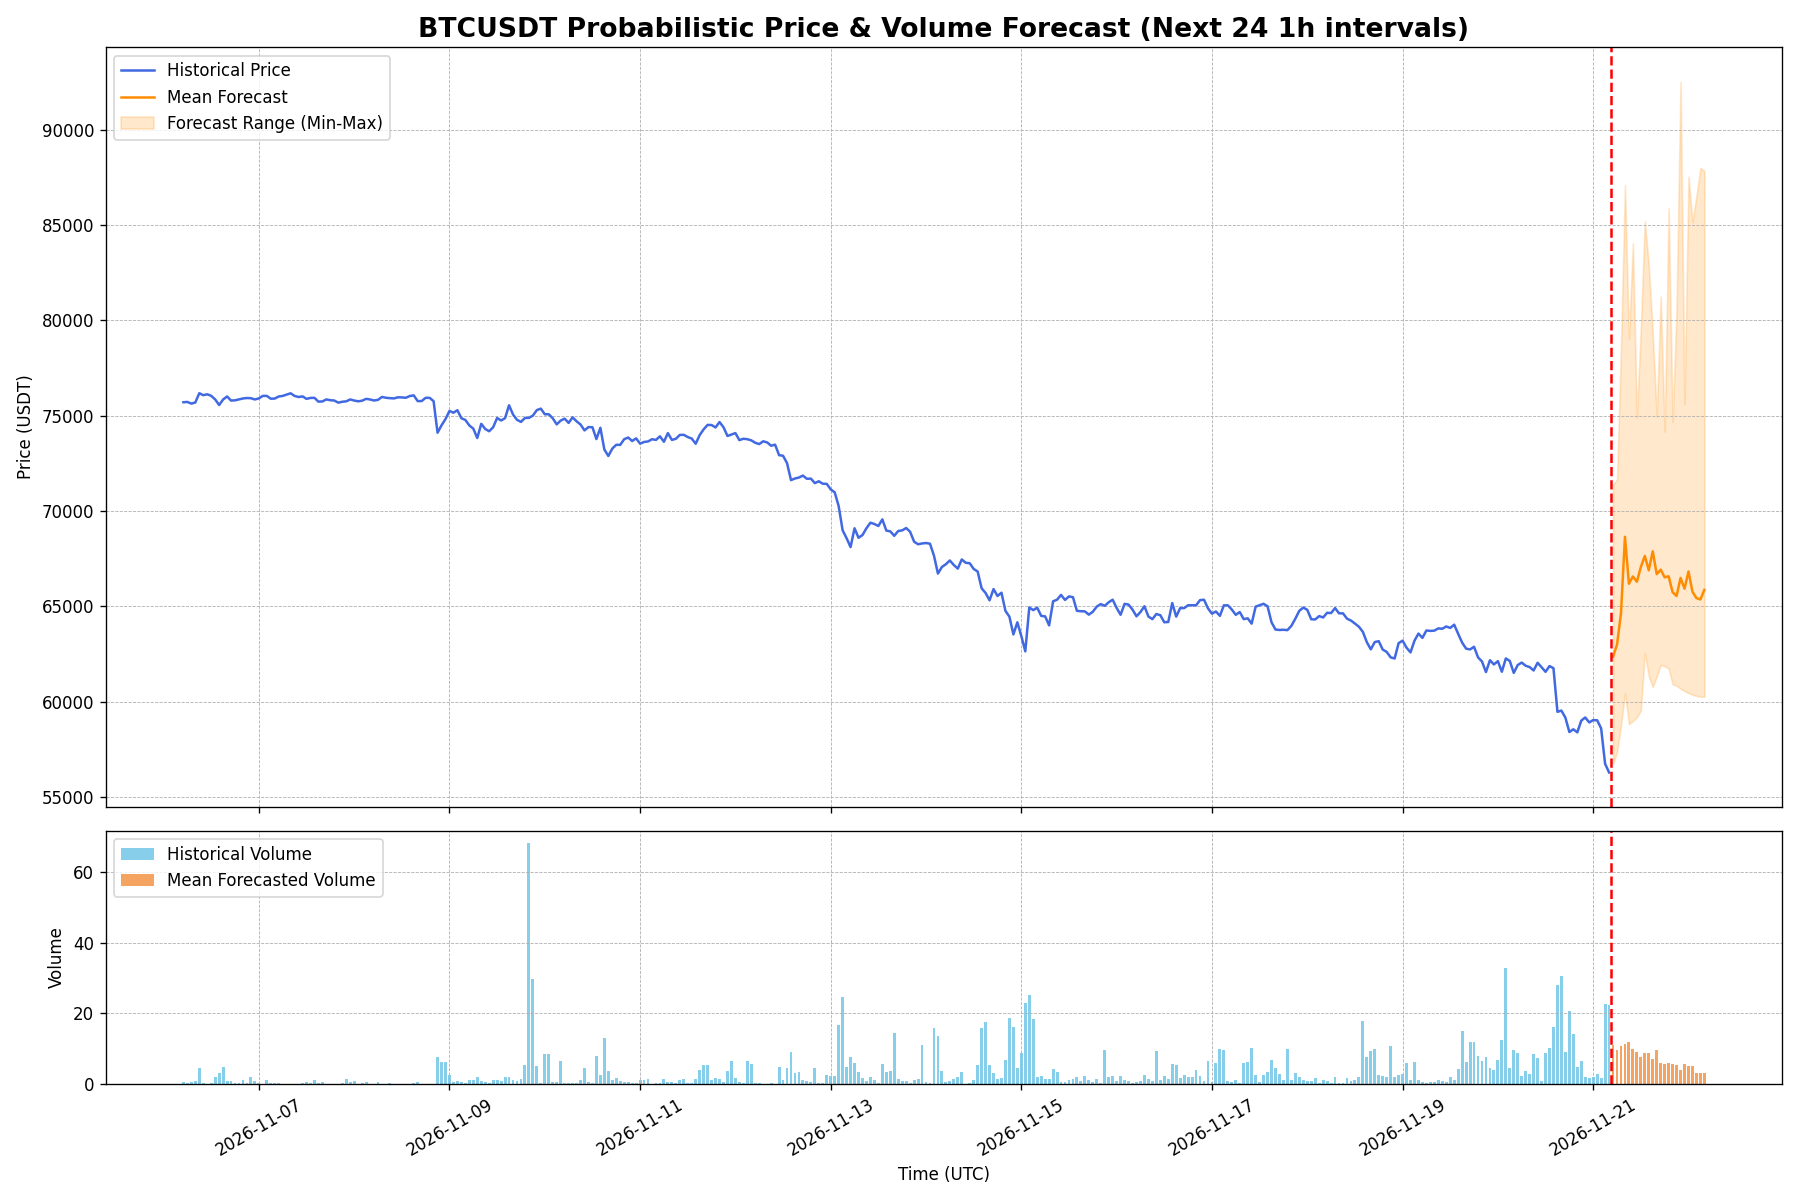 BTCUSDT Probabilistic Price & Volume Forecast (Next 24 1h intervals)
Historical Price
Mean Forecast
Forecast Range (Min-Max)
Price (USDT)
90000
85000
80000
75000
70000
65000
60000
55000
Historical Volume
Mean Forecasted Volume
Volume
60
40
20
0
2026-11-07
2026-11-09
2026-11-11
2026-11-13
2026-11-15
2026-11-17
2026-11-19
2026-11-21
Time (UTC)